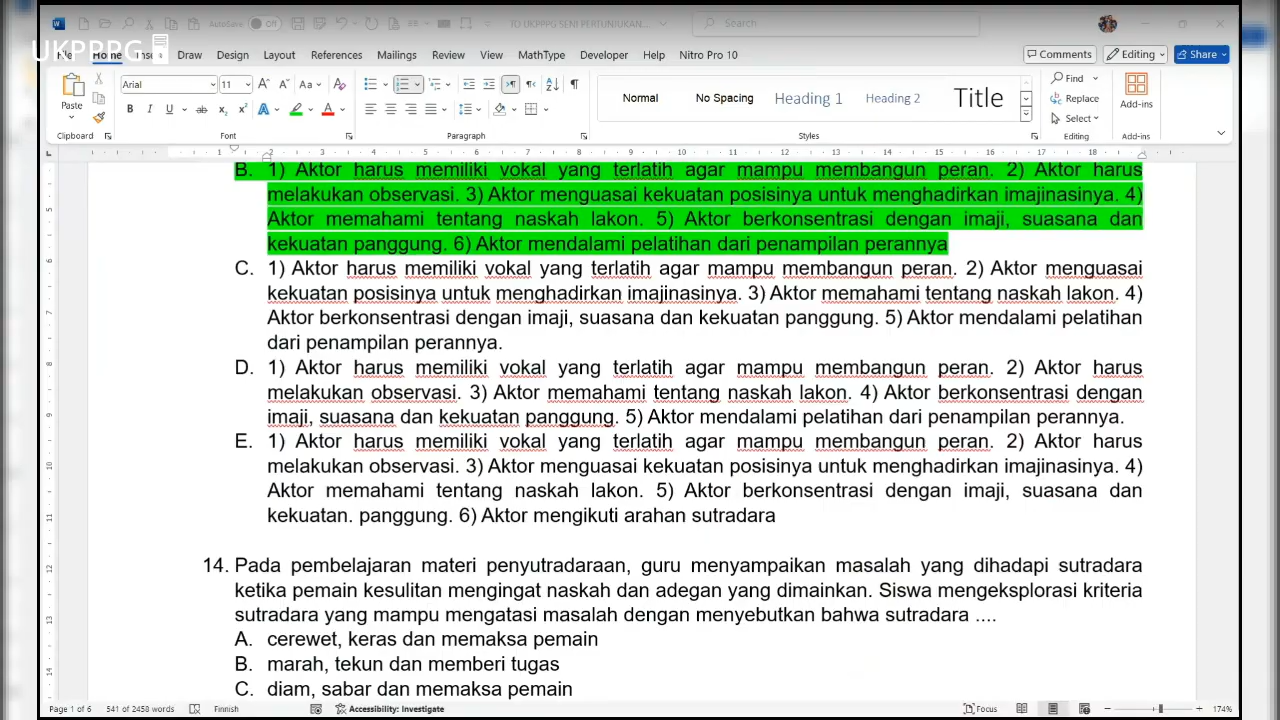 AutoSave Off
TO UKPPPG SENI PERTUNJUKAN...
Search
UKPPPG
Home Draw Design Layout References Mailings Review View MathType Developer Help Nitro Pro 10
Comments Editing Share
Paste
Arial 11
Normal No Spacing Heading 1 Heading 2 Title
Find
Replace
Select
Add-ins
Clipboard Font Paragraph Styles Editing Add-ins
B. 1) Aktor harus memiliki vokal yang terlatih agar mampu membangun peran. 2) Aktor harus
melakukan observasi. 3) Aktor menguasai kekuatan posisinya untuk menghadirkan imajinasinya. 4)
Aktor memahami tentang naskah lakon. 5) Aktor berkonsentrasi dengan imaji, suasana dan
kekuatan panggung. 6) Aktor mendalami pelatihan dari penampilan perannya
C. 1) Aktor harus memiliki vokal yang terlatih agar mampu membangun peran. 2) Aktor menguasai
kekuatan posisinya untuk menghadirkan imajinasinya. 3) Aktor memahami tentang naskah lakon. 4)
Aktor berkonsentrasi dengan imaji, suasana dan kekuatan panggung. 5) Aktor mendalami pelatihan
dari penampilan perannya.
D. 1) Aktor harus memiliki vokal yang terlatih agar mampu membangun peran. 2) Aktor harus
melakukan observasi. 3) Aktor memahami tentang naskah lakon. 4) Aktor berkonsentrasi dengan
imaji, suasana dan kekuatan panggung. 5) Aktor mendalami pelatihan dari penampilan perannya.
E. 1) Aktor harus memiliki vokal yang terlatih agar mampu membangun peran. 2) Aktor harus
melakukan observasi. 3) Aktor menguasai kekuatan posisinya untuk menghadirkan imajinasinya. 4)
Aktor memahami tentang naskah lakon. 5) Aktor berkonsentrasi dengan imaji, suasana dan
kekuatan. panggung. 6) Aktor mengikuti arahan sutradara
14. Pada pembelajaran materi penyutradaraan, guru menyampaikan masalah yang dihadapi sutradara
ketika pemain kesulitan mengingat naskah dan adegan yang dimainkan. Siswa mengeksplorasi kriteria
sutradara yang mampu mengatasi masalah dengan menyebutkan bahwa sutradara ....
A. cerewet, keras dan memaksa pemain
B. marah, tekun dan memberi tugas
C. diam, sabar dan memaksa pemain
Page 1 of 6 541 of 2458 words Finnish Accessibility: Investigate Focus 174%